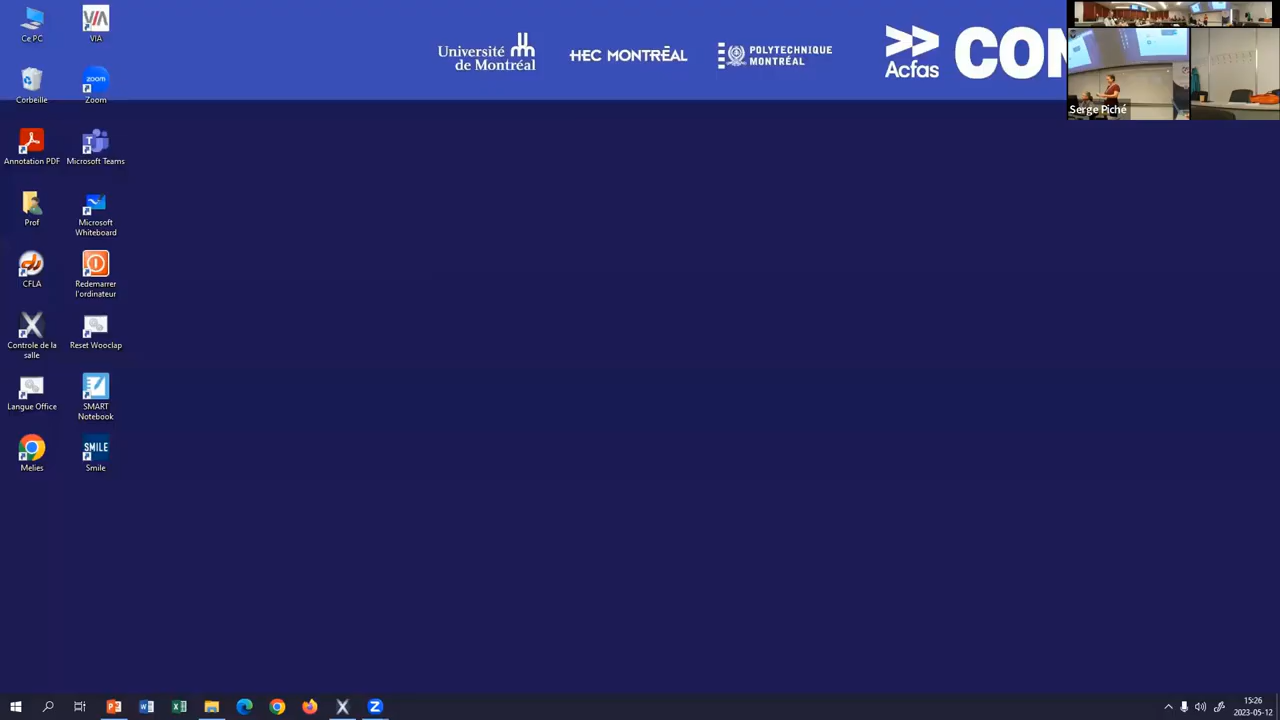 Université
de Montréal
HEC MONTRÉAL
POLYTECHNIQUE
MONTRÉAL
Acfas
CON
Serge Piché
Ce PC
VIA
Corbeille
Zoom
Annotation PDF
Microsoft Teams
Prof
Microsoft
Whiteboard
CFLA
Redemarrer
l'ordinateur
Controle de la
salle
Reset Wooclap
Langue Office
SMART
Notebook
Melies
SMILE
Smile
15:26
2023-05-12